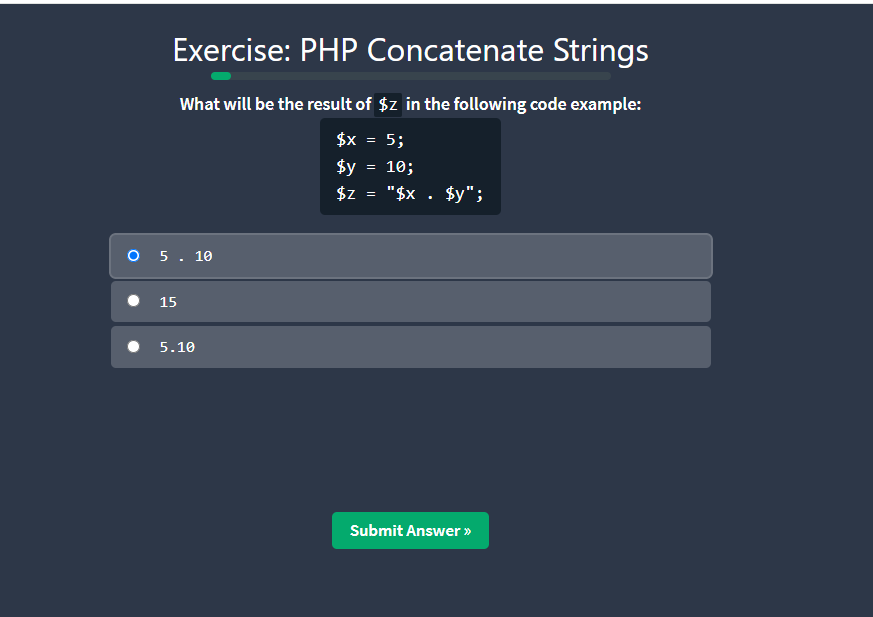 Exercise: PHP Concatenate Strings
What will be the result of $z in the following code example:
$x = 5;
$y = 10;
$z = "$x . $y";
5 . 10
15
5.10
Submit Answer »